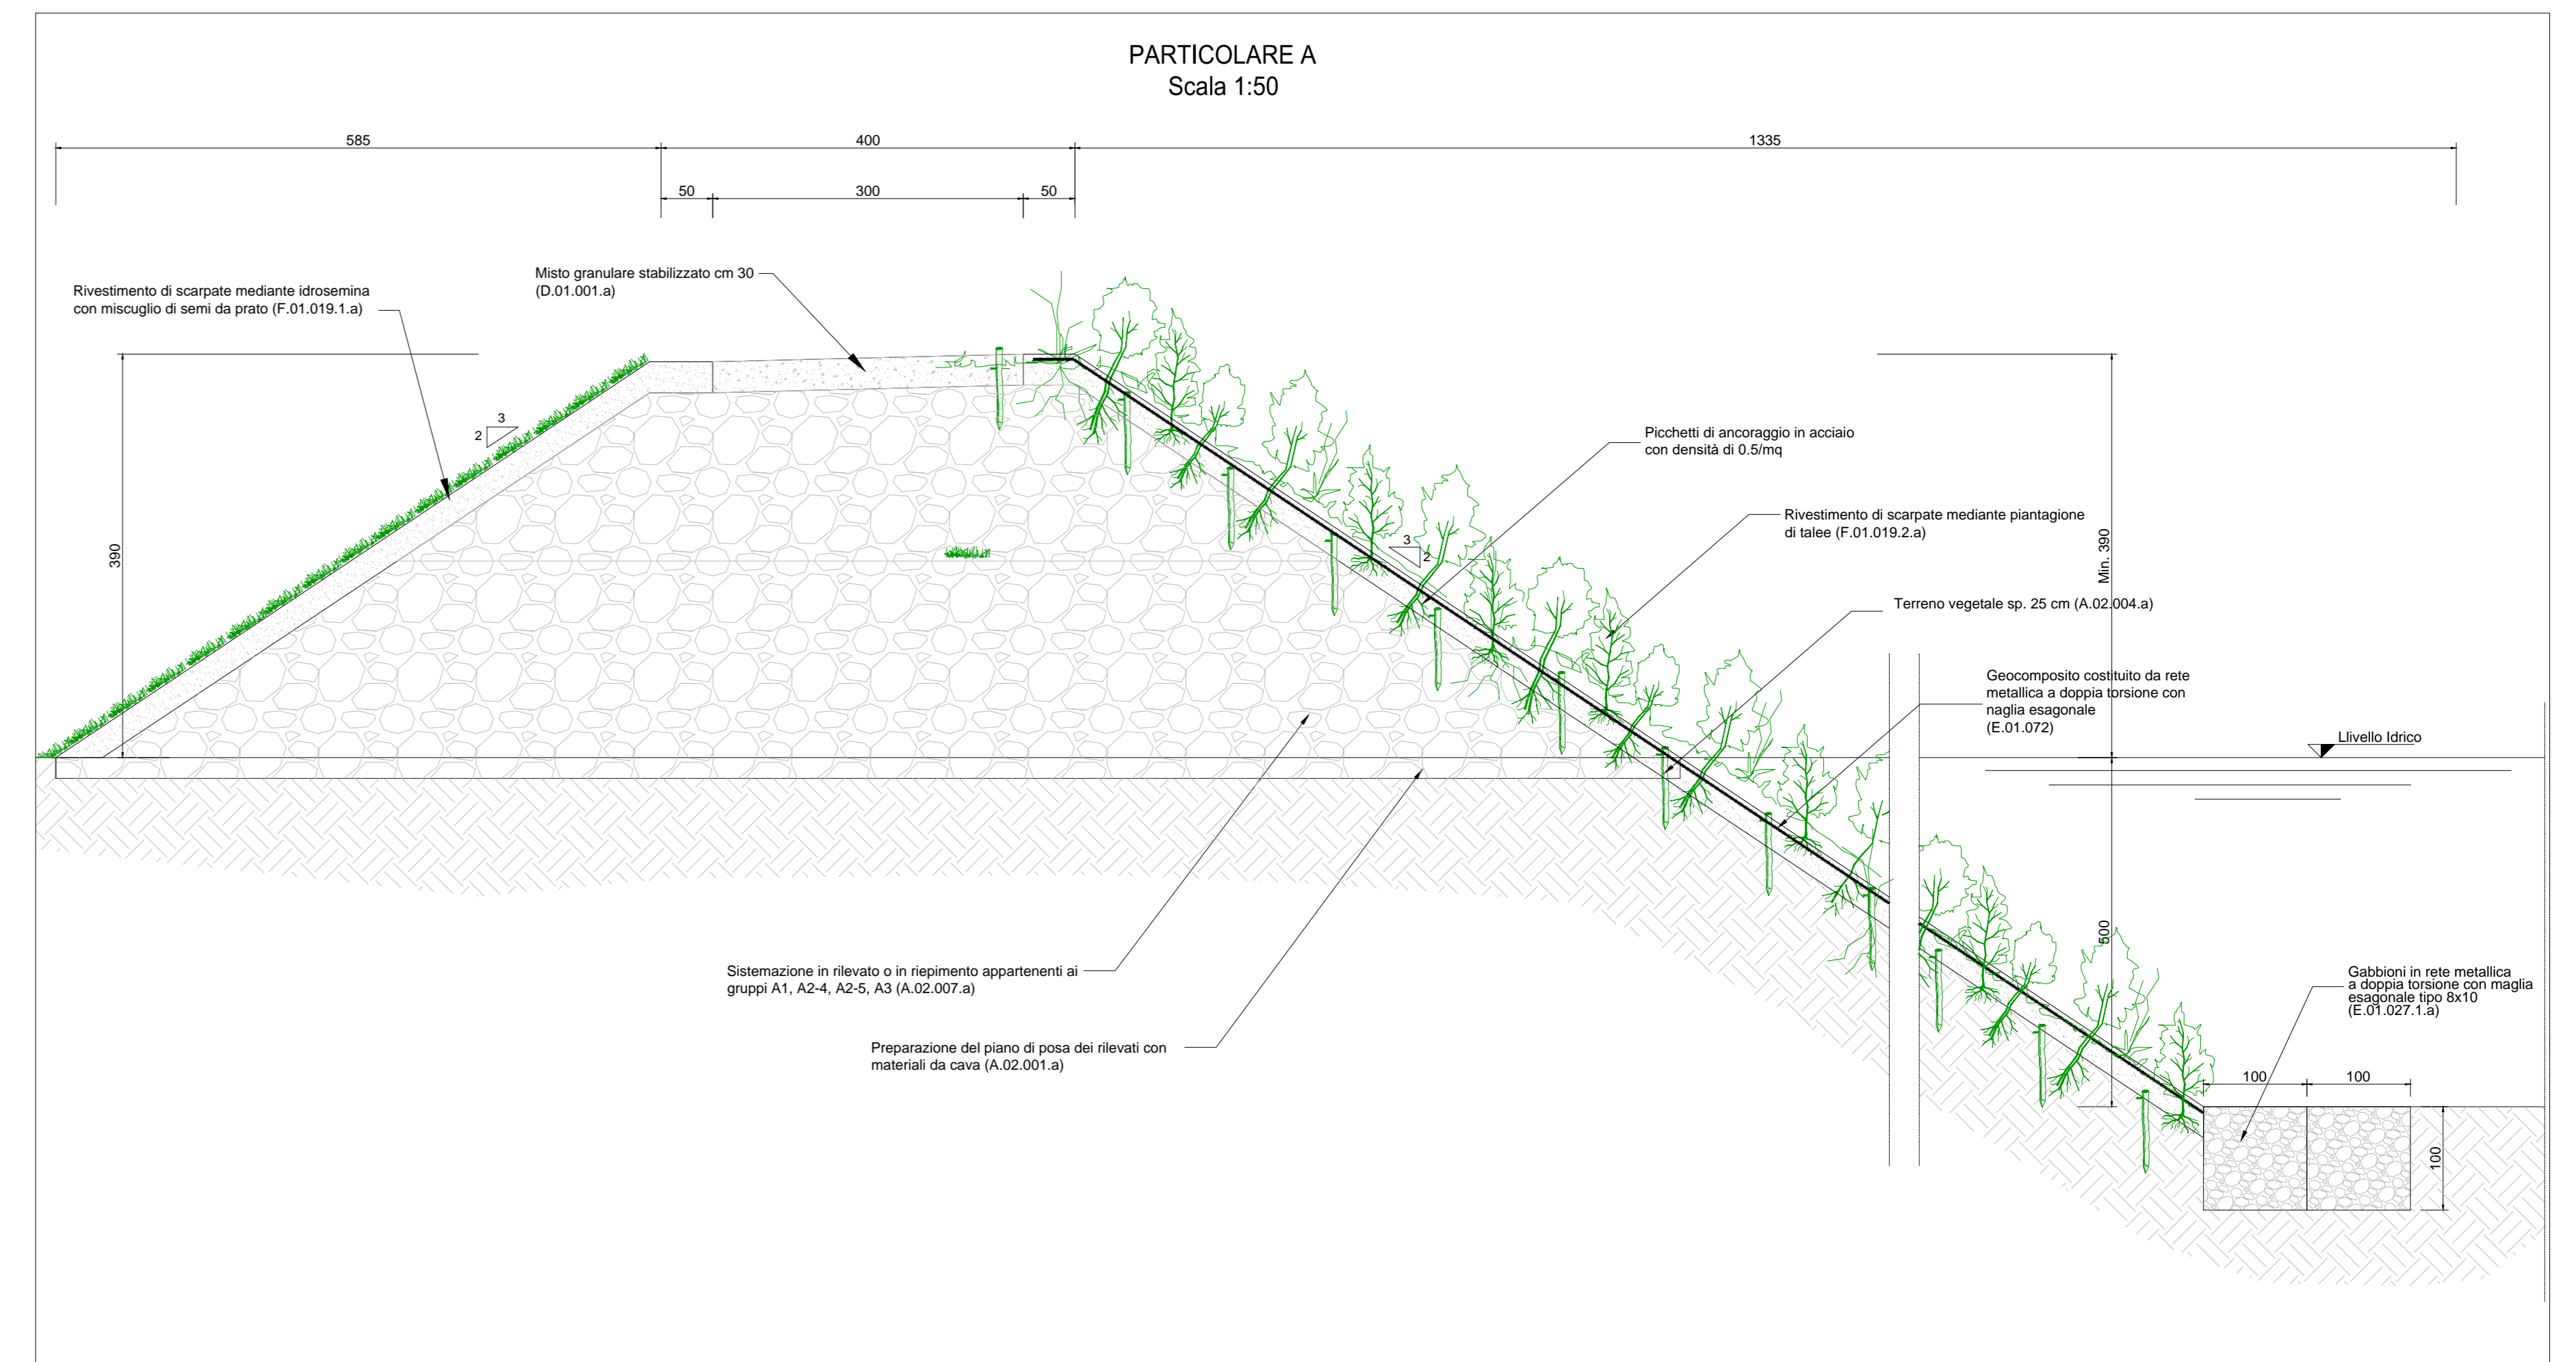 PARTICOLARE A
Scala 1:50
585
400
1335
50
300
50
Misto granulare stabilizzato cm 30
(D.01.001.a)
Rivestimento di scarpate mediante idrosemina
con miscuglio di semi da prato (F.01.019.1.a)
3
2
390
Picchetti di ancoraggio in acciaio
con densità di 0.5/mq
Rivestimento di scarpate mediante piantagione
di talee (F.01.019.2.a)
3
2
Min. 390
Terreno vegetale sp. 25 cm (A.02.004.a)
Geocomposito costituito da rete
metallica a doppia torsione con
naglia esagonale
(E.01.072)
Llivello Idrico
500
Sistemazione in rilevato o in riepimento appartenenti ai
gruppi A1, A2-4, A2-5, A3 (A.02.007.a)
Gabbioni in rete metallica
a doppia torsione con maglia
esagonale tipo 8x10
(E.01.027.1.a)
Preparazione del piano di posa dei rilevati con
materiali da cava (A.02.001.a)
100
100
100